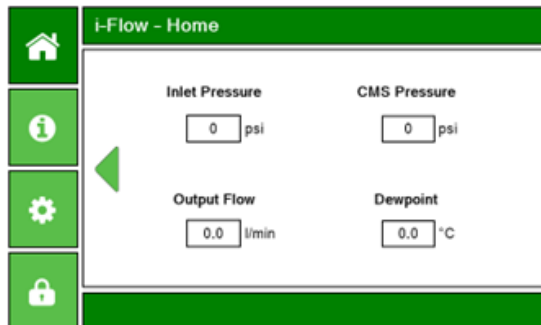 i-Flow - Home
Inlet Pressure
CMS Pressure
0 psi
0 psi
Output Flow
Dewpoint
0.0 l/min
0.0 °C